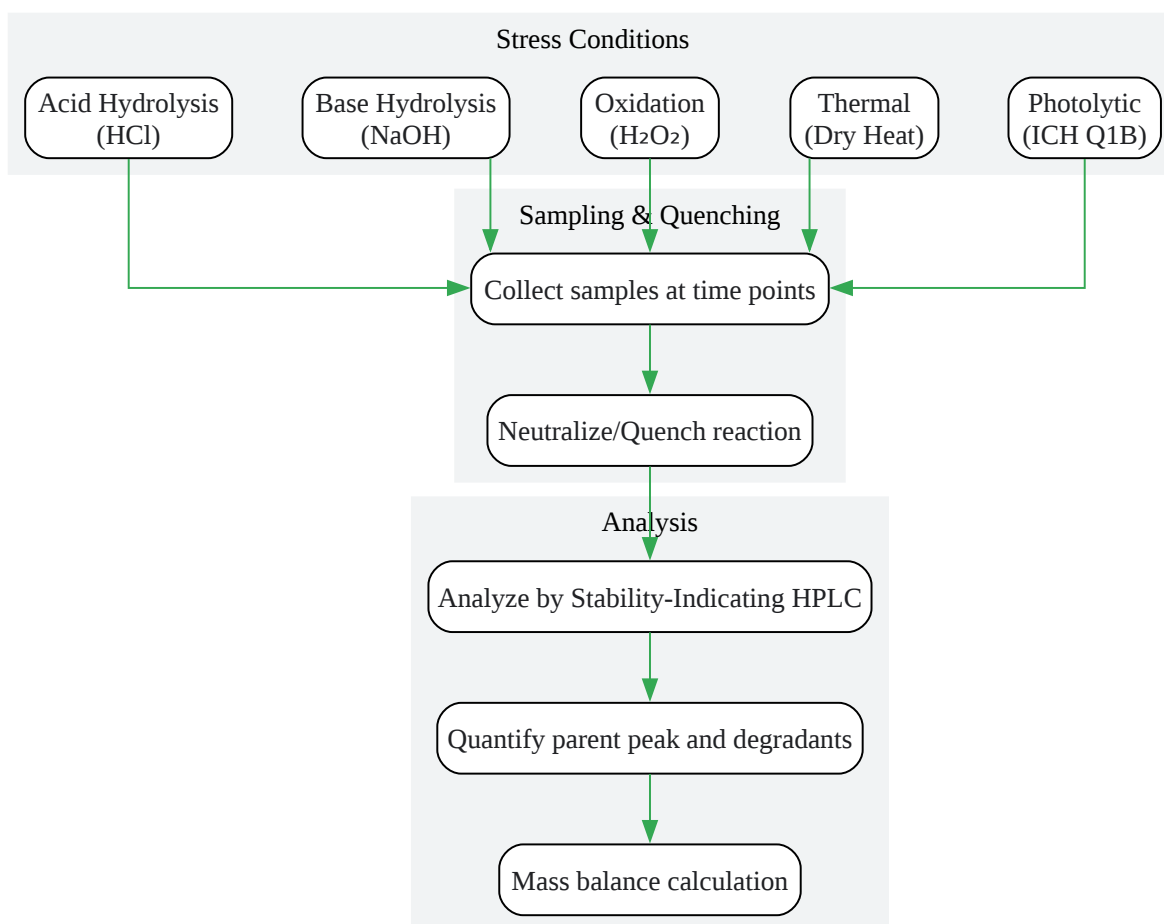 Stress Conditions
Acid Hydrolysis
(HCl)
Base Hydrolysis
(NaOH)
Oxidation
(H₂O₂)
Thermal
(Dry Heat)
Photolytic
(ICH Q1B)
Sampling & Quenching
Collect samples at time points
Neutralize/Quench reaction
Analysis
Analyze by Stability-Indicating HPLC
Quantify parent peak and degradants
Mass balance calculation